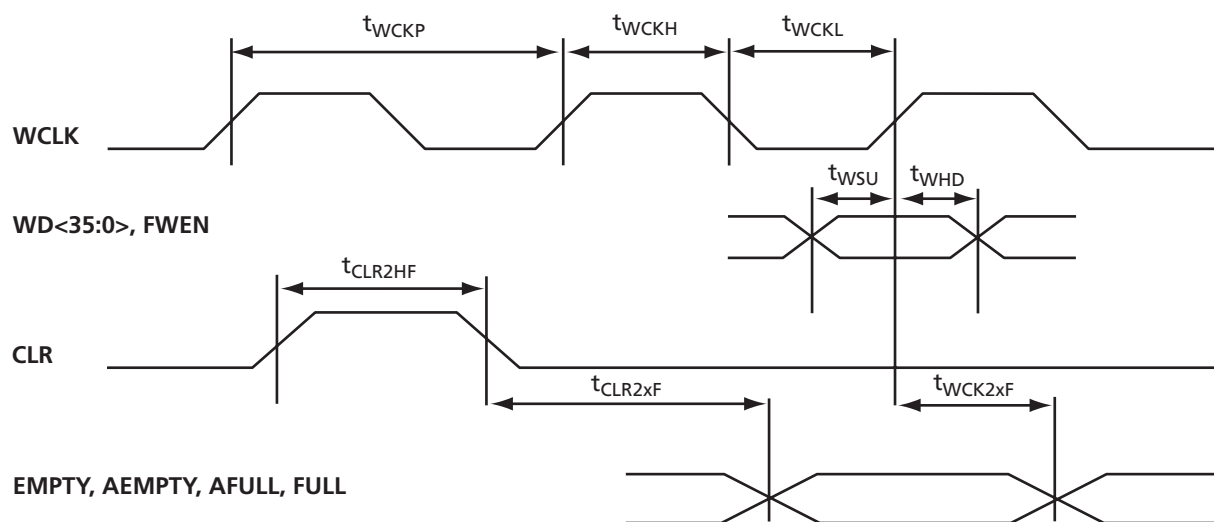 tWCKP tWCKH tWCKL
WCLK
tWSU tWHD
WD<35:0>, FWEN
tCLR2HF
CLR
tCLR2xF tWCK2xF
EMPTY, AEMPTY, AFULL, FULL